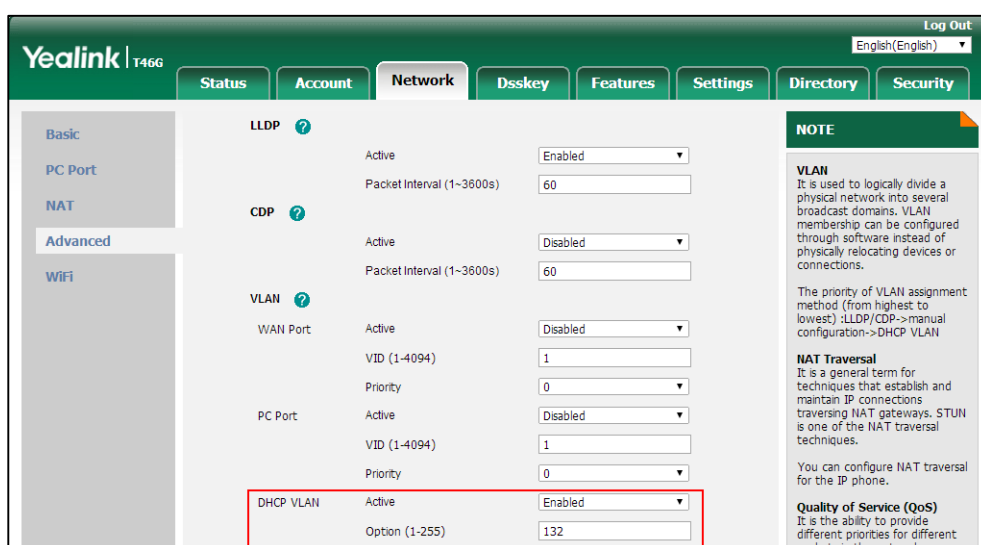 Log Out
English(English)
Yealink T46G
Status Account Network Dsskey Features Settings Directory Security
Basic
PC Port
NAT
Advanced
WiFi
LLDP ?
Active Enabled
Packet Interval (1~3600s) 60
CDP ?
Active Disabled
Packet Interval (1~3600s) 60
VLAN ?
WAN Port Active Disabled
VID (1-4094) 1
Priority 0
PC Port Active Disabled
VID (1-4094) 1
Priority 0
DHCP VLAN Active Enabled
Option (1-255) 132
NOTE
VLAN
It is used to logically divide a
physical network into several
broadcast domains. VLAN
membership can be configured
through software instead of
physically relocating devices or
connections.
The priority of VLAN assignment
method (from highest to
lowest) :LLDP/CDP->manual
configuration->DHCP VLAN
NAT Traversal
It is a general term for
techniques that establish and
maintain IP connections
traversing NAT gateways. STUN
is one of the NAT traversal
techniques.
You can configure NAT traversal
for the IP phone.
Quality of Service (QoS)
It is the ability to provide
different priorities for different